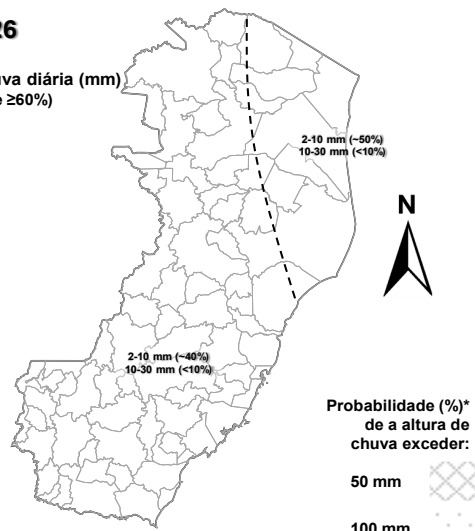 26
uva diária (mm)
e ≥60%)
2-10 mm (~50%)
10-30 mm (<10%)
N
2-10 mm (~40%)
10-30 mm (<10%)
Probabilidade (%)*
de a altura de
chuva exceder:
50 mm
100 mm